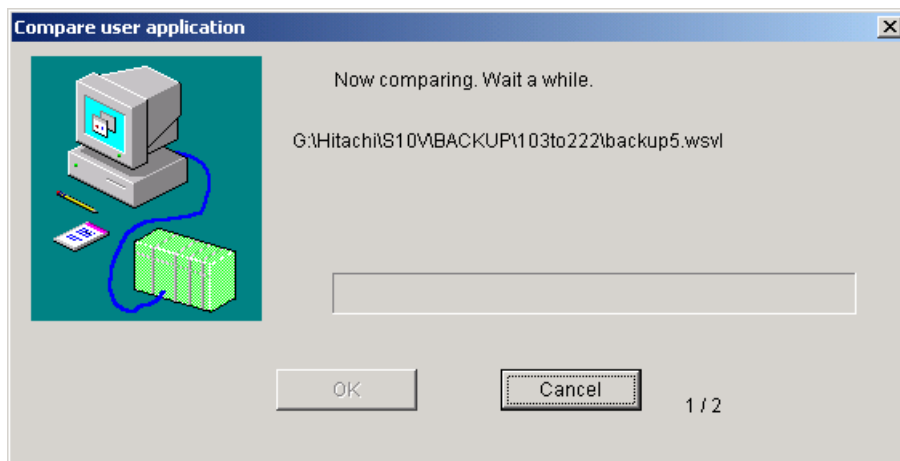 Compare user application
Now comparing. Wait a while.
G:\Hitachi\S10V\BACKUP\103to222\backup5.wsvl
OK
Cancel
1 / 2